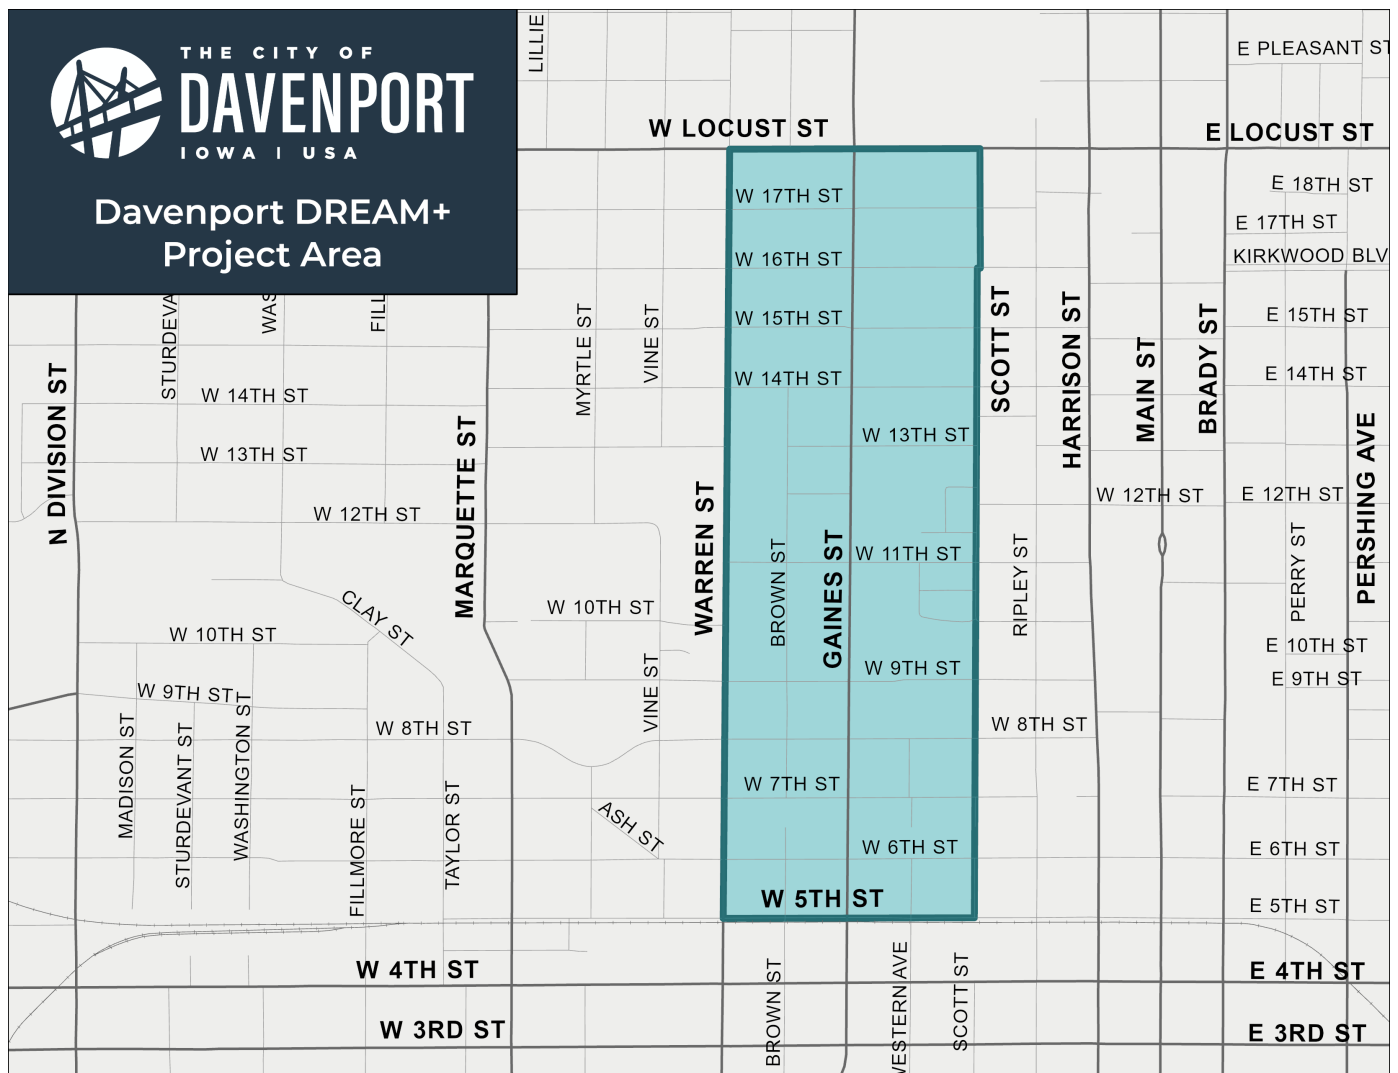 THE CITY OF
DAVENPORT
IOWA | USA
Davenport DREAM+
Project Area
LILLIE
E PLEASANT ST
W LOCUST ST
E LOCUST ST
W 17TH ST
E 18TH ST
E 17TH ST
W 16TH ST
KIRKWOOD BLV
STURDEVA
WAS
FILL
MYRTLE ST
VINE ST
W 15TH ST
SCOTT ST
HARRISON ST
MAIN ST
BRADY ST
E 15TH ST
N DIVISION ST
W 14TH ST
W 14TH ST
E 14TH ST
W 13TH ST
MARQUETTE ST
W 13TH ST
PERSHING AVE
W 12TH ST
WARREN ST
W 12TH ST
E 12TH ST
BROWN ST
GAINES ST
W 11TH ST
RIPLEY ST
PERRY ST
CLAY ST
W 10TH ST
W 10TH ST
E 10TH ST
W 9TH ST
VINE ST
W 9TH ST
E 9TH ST
MADISON ST
STURDEVANT ST
WASHINGTON ST
W 8TH ST
W 8TH ST
FILLMORE ST
TAYLOR ST
W 7TH ST
E 7TH ST
ASH ST
W 6TH ST
E 6TH ST
W 5TH ST
E 5TH ST
W 4TH ST
BROWN ST
ESTERN AVE
SCOTT ST
E 4TH ST
W 3RD ST
E 3RD ST